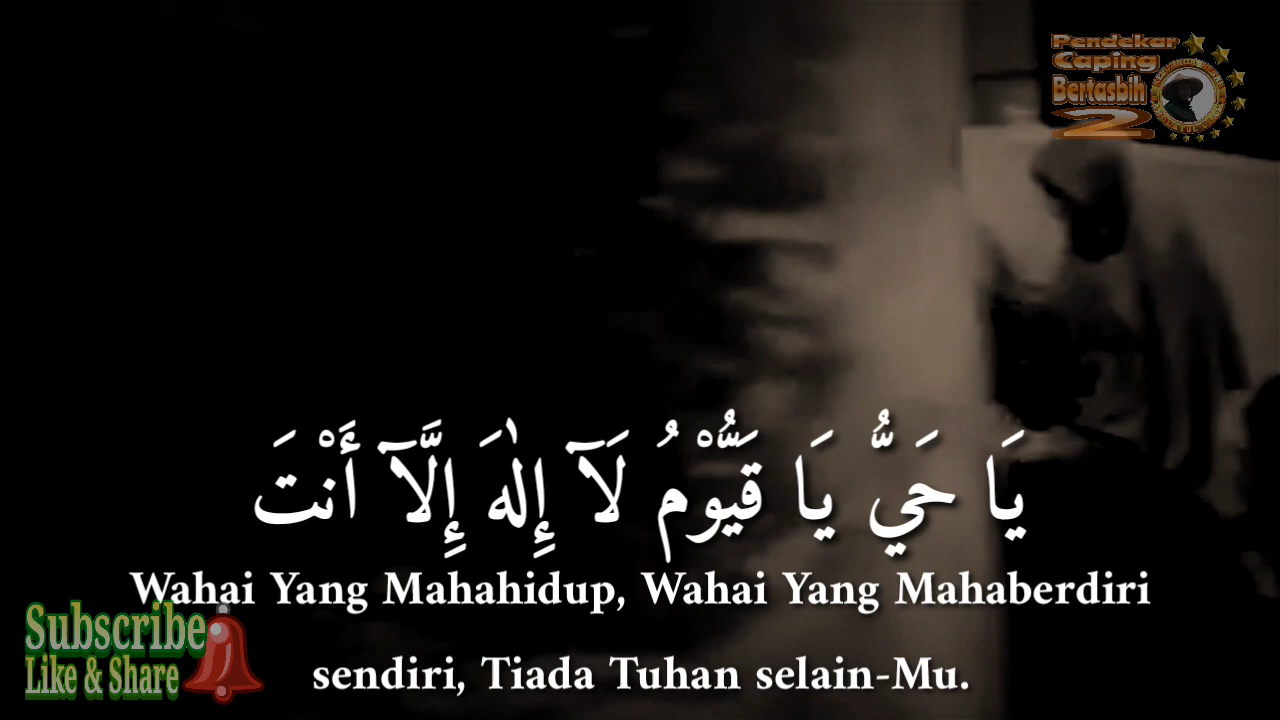 Pendekar
Caping
Bertasbih
2
يَا حَيُّ يَا قَيُّوْمُ لَآ إِلٰهَ إِلَّآ أَنْتَ
Wahai Yang Mahahidup, Wahai Yang Mahaberdiri
sendiri, Tiada Tuhan selain-Mu.
Subscribe
Like & Share